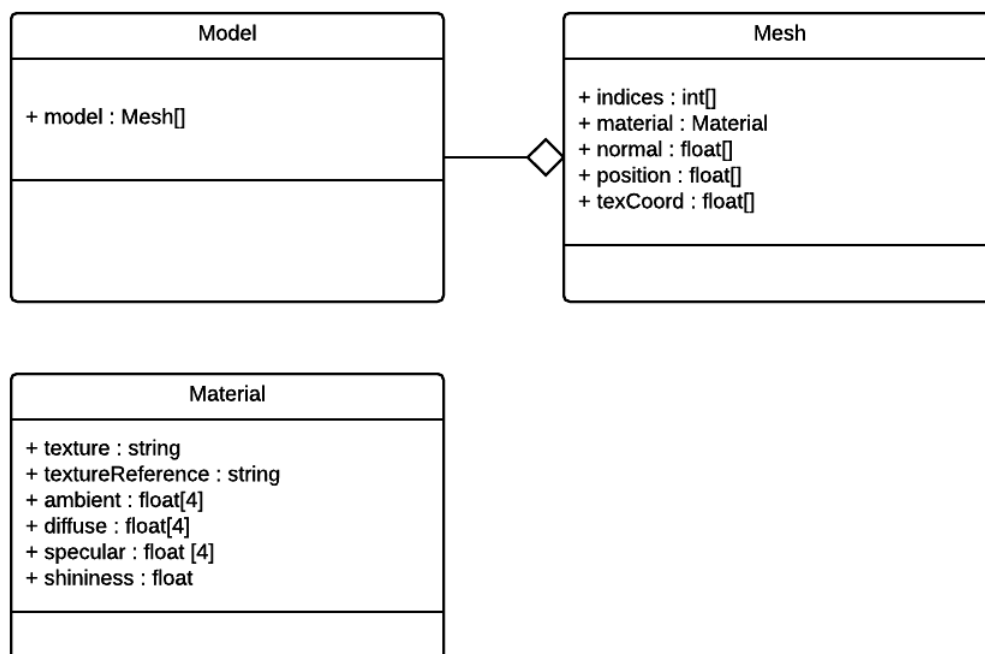 Model
+ model : Mesh[]
Mesh
+ indices : int[]
+ material : Material
+ normal : float[]
+ position : float[]
+ texCoord : float[]
Material
+ texture : string
+ textureReference : string
+ ambient : float[4]
+ diffuse : float[4]
+ specular : float [4]
+ shininess : float